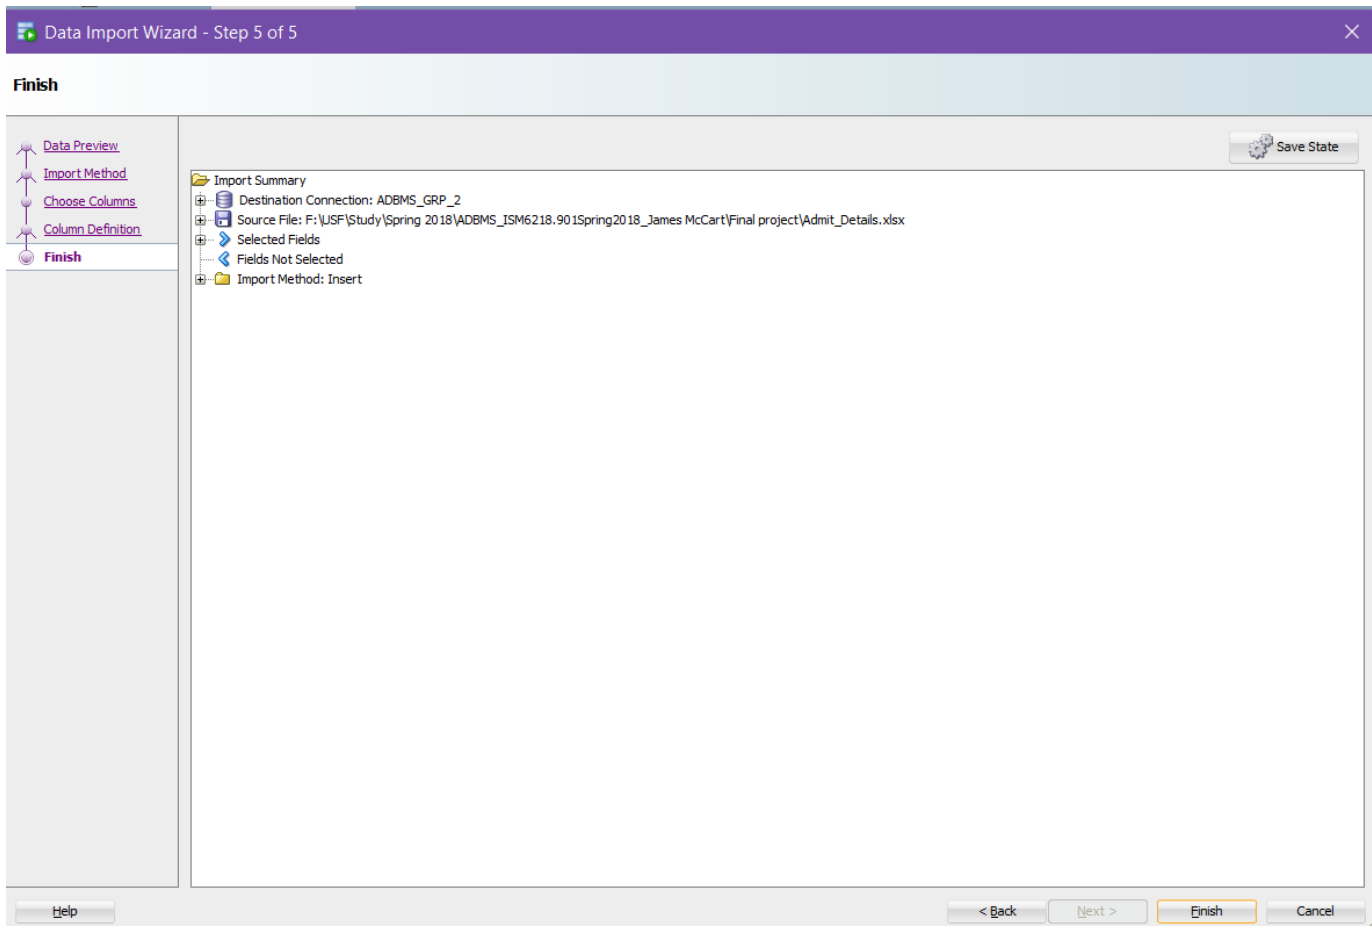 Data Import Wizard - Step 5 of 5
Finish
Data Preview
Import Method
Choose Columns
Column Definition
Finish
Save State
Import Summary
Destination Connection: ADBMS_GRP_2
Source File: F:\USF\Study\Spring 2018\ADBMS_ISM6218.901Spring2018_James McCart\Final project\Admit_Details.xlsx
Selected Fields
Fields Not Selected
Import Method: Insert
Help
< Back
Next >
Finish
Cancel